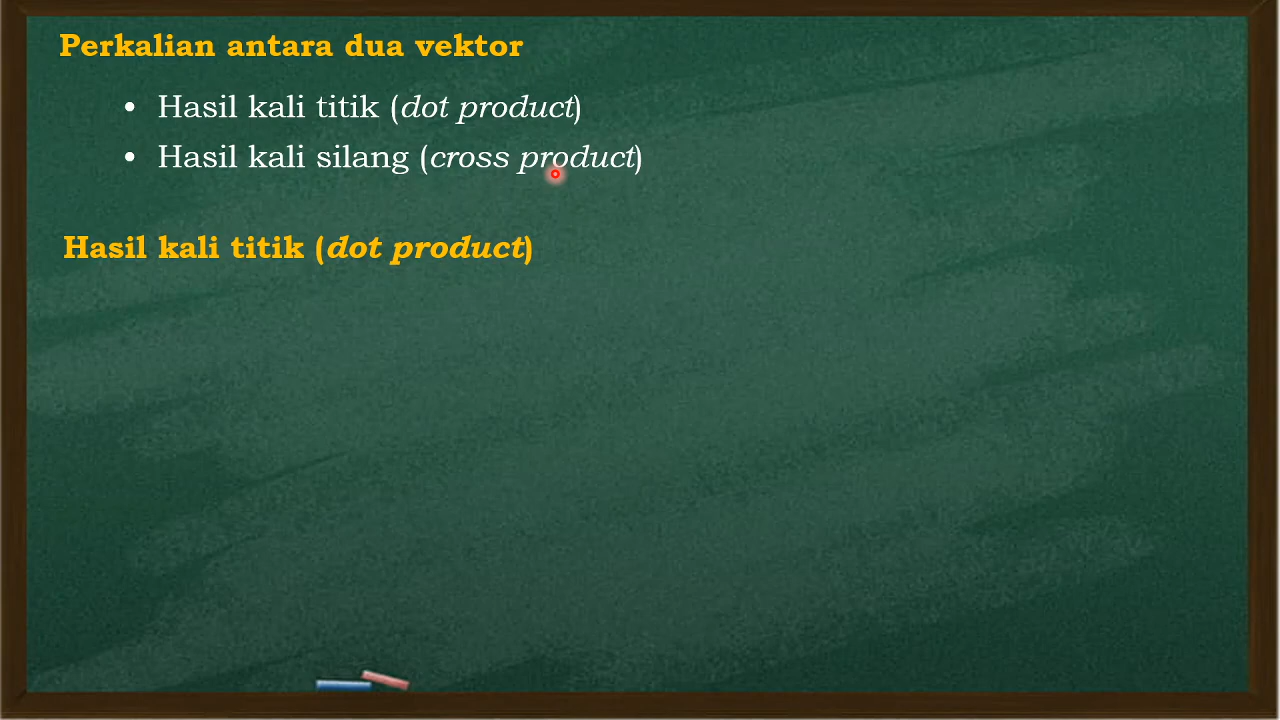 Perkalian antara dua vektor
• Hasil kali titik (dot product)
• Hasil kali silang (cross product)
Hasil kali titik (dot product)